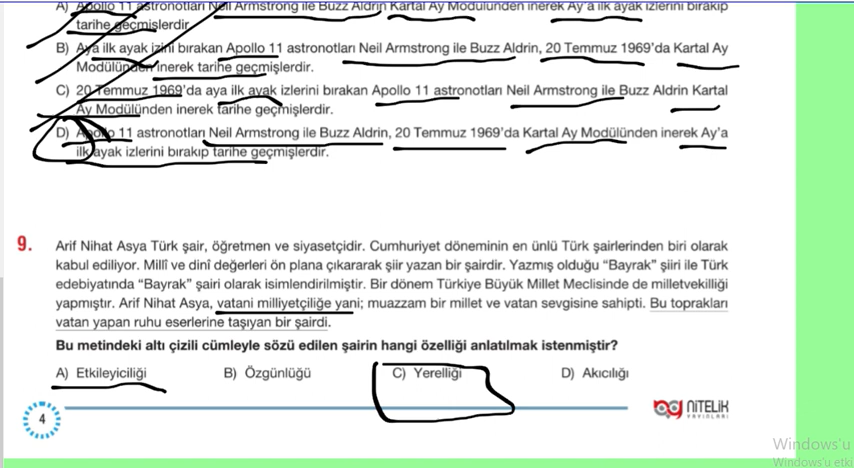 A) Apollo 11 astronotları Neil Armstrong ile Buzz Aldrin Kartal Ay Modülünden inerek Ay'a ilk ayak izlerini bırakıp
tarihe geçmişlerdir.
B) Aya ilk ayak izini bırakan Apollo 11 astronotları Neil Armstrong ile Buzz Aldrin, 20 Temmuz 1969'da Kartal Ay
Modülünden inerek tarihe geçmişlerdir.
C) 20 Temmuz 1969'da aya ilk ayak izlerini bırakan Apollo 11 astronotları Neil Armstrong ile Buzz Aldrin Kartal
Ay Modülünden inerek tarihe geçmişlerdir.
D) Apollo 11 astronotları Neil Armstrong ile Buzz Aldrin, 20 Temmuz 1969'da Kartal Ay Modülünden inerek Ay'a
ilk ayak izlerini bırakıp tarihe geçmişlerdir.
9. Arif Nihat Asya Türk şair, öğretmen ve siyasetçidir. Cumhuriyet döneminin en ünlü Türk şairlerinden biri olarak
kabul ediliyor. Millî ve dinî değerleri ön plana çıkararak şiir yazan bir şairdir. Yazmış olduğu "Bayrak" şiiri ile Türk
edebiyatında "Bayrak" şairi olarak isimlendirilmiştir. Bir dönem Türkiye Büyük Millet Meclisinde de milletvekilliği
yapmıştır. Arif Nihat Asya, vatani milliyetçiliğe yani; muazzam bir millet ve vatan sevgisine sahipti. Bu toprakları
vatan yapan ruhu eserlerine taşıyan bir şairdi.
Bu metindeki altı çizili cümleyle sözü edilen şairin hangi özelliği anlatılmak istenmiştir?
A) Etkileyiciliği B) Özgünlüğü C) Yerelliği D) Akıcılığı
4
NİTELİK
YAYINLARI
Windows'u
Windows'u etki